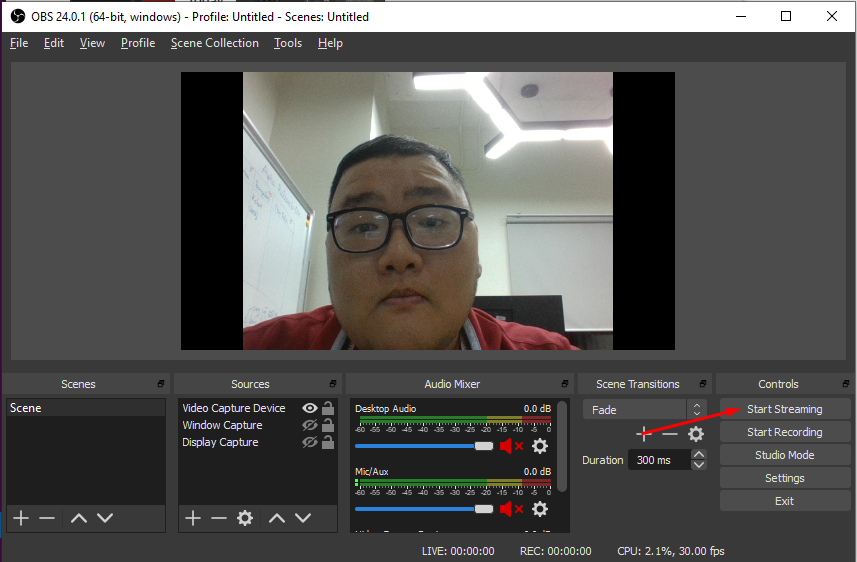 OBS 24.0.1 (64-bit, windows) - Profile: Untitled - Scenes: Untitled
File Edit View Profile Scene Collection Tools Help
Scenes
Scene
Sources
Video Capture Device
Window Capture
Display Capture
Audio Mixer
Desktop Audio 0.0 dB
-60 -55 -50 -45 -40 -35 -30 -25 -20 -15 -10 -5 0
Mic/Aux 0.0 dB
-60 -55 -50 -45 -40 -35 -30 -25 -20 -15 -10 -5 0
Scene Transitions
Fade
Duration 300 ms
Controls
Start Streaming
Start Recording
Studio Mode
Settings
Exit
LIVE: 00:00:00 REC: 00:00:00 CPU: 2.1%, 30.00 fps